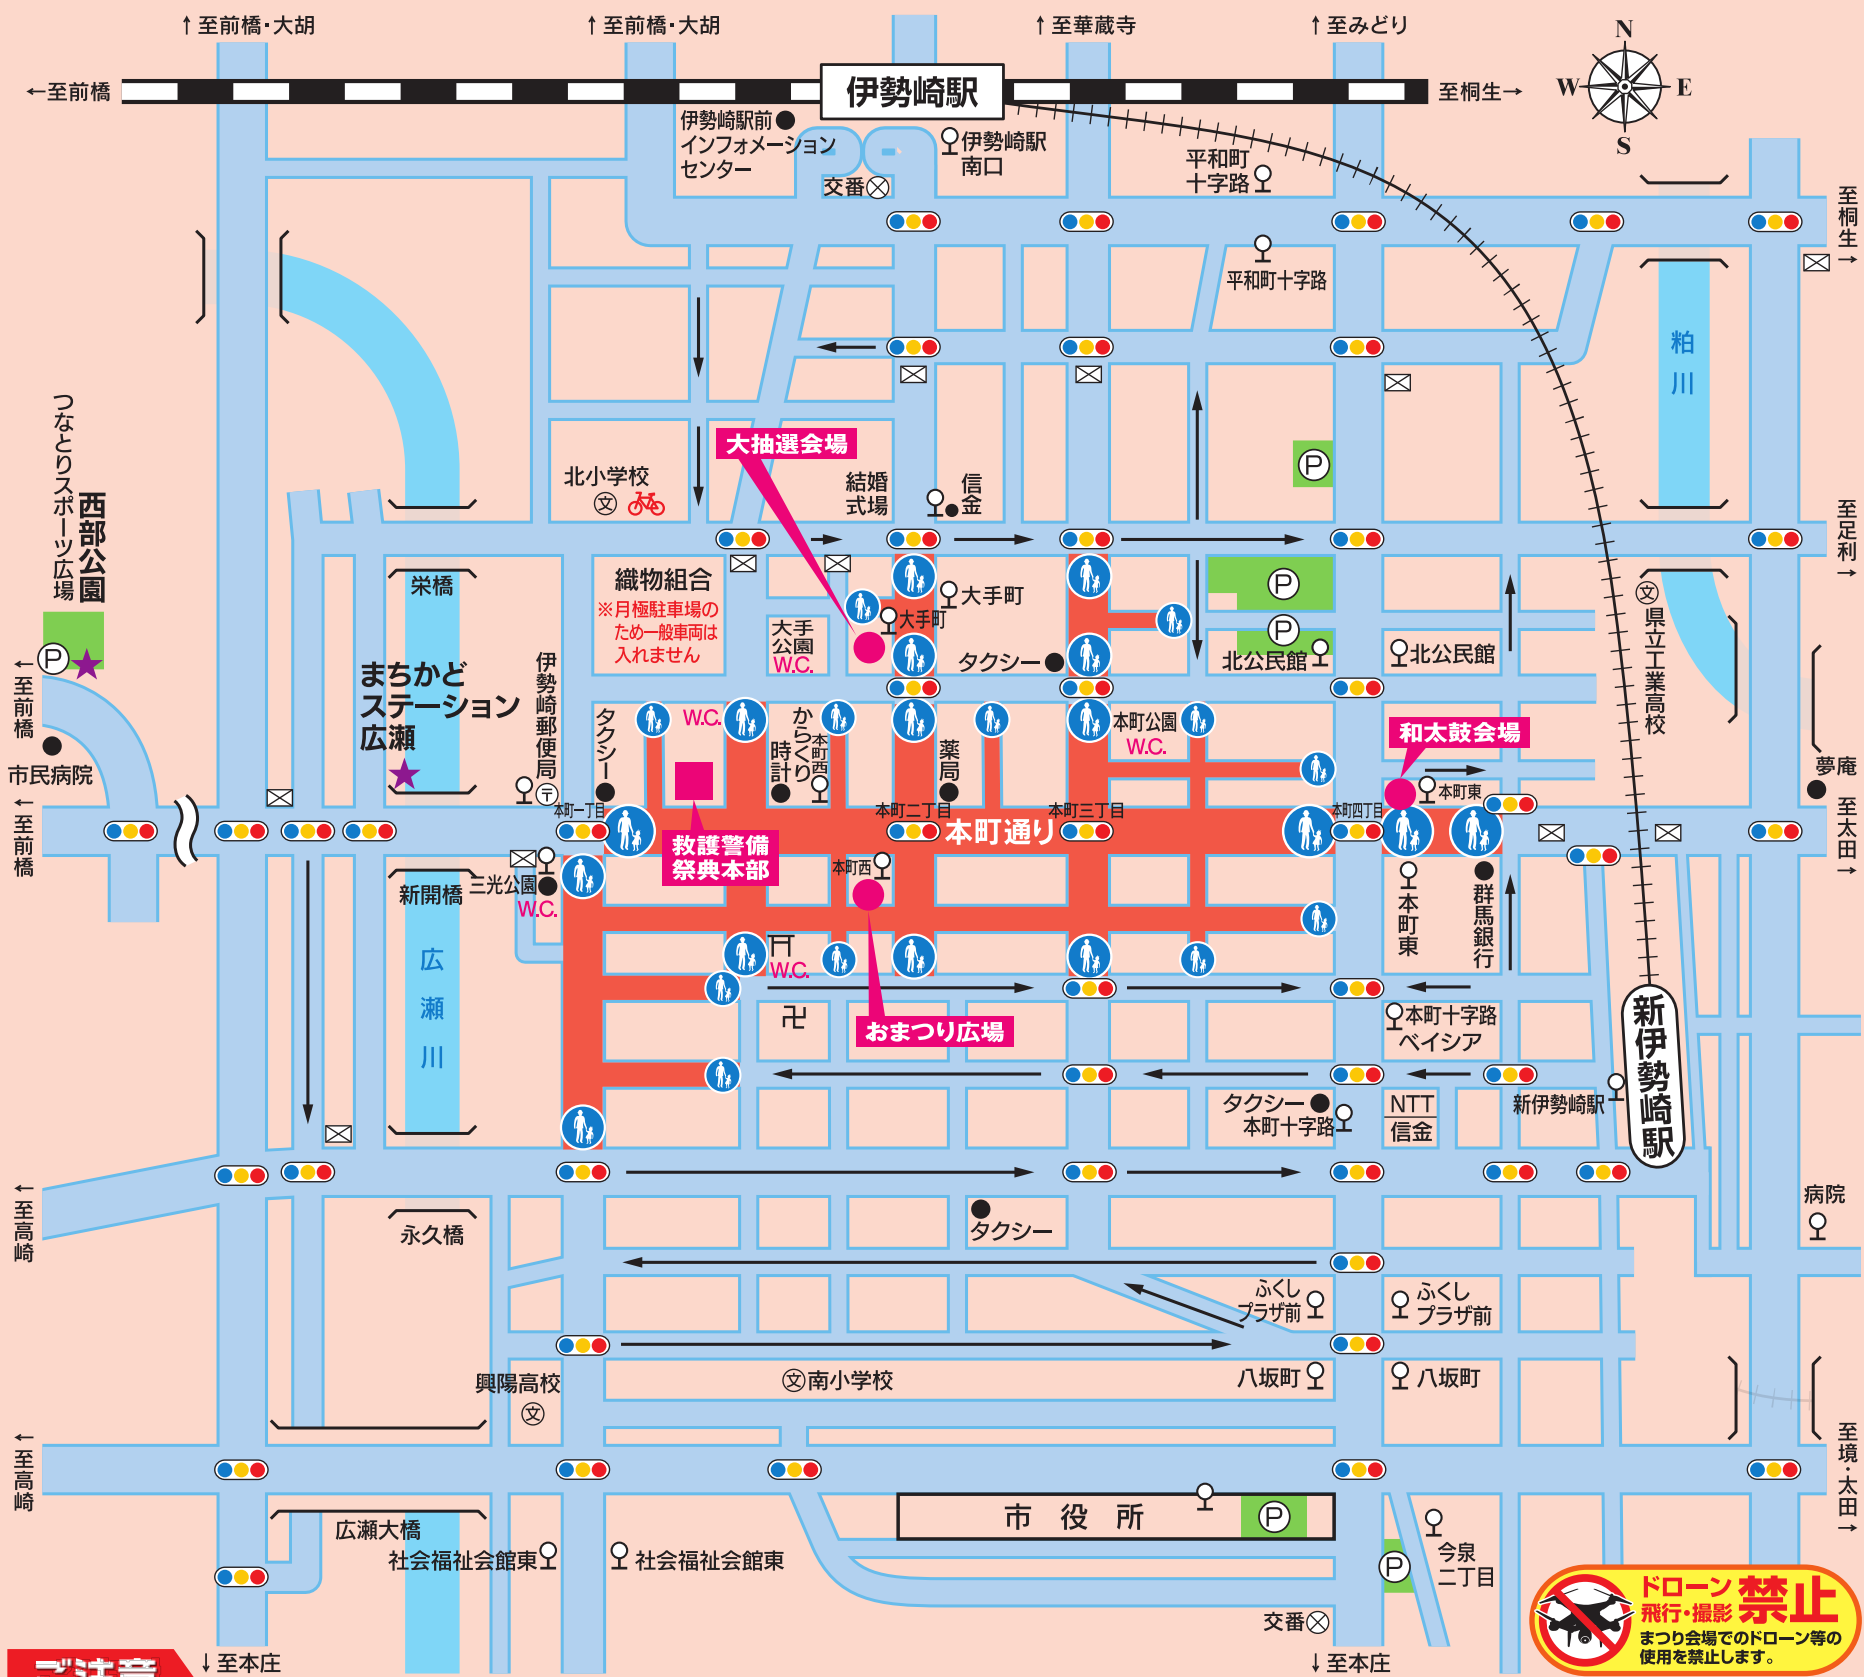 ↑至前橋・大胡
↑至前橋・大胡
↑至華蔵寺
↑至みどり
N
W
E
S
←至前橋
伊勢崎駅
至桐生→
伊勢崎駅前
インフォメーション
センター
伊勢崎駅
南口
交番
平和町
十字路
至桐生→
平和町十字路
粕川
つなとりスポーツ広場
西部公園
大抽選会場
北小学校
文
結婚
式場
信金
P
至足利→
栄橋
織物組合
※月極駐車場の
ため一般車両は
入れません
大手町
大手町
大手
公園
W.C.
タクシー
P
P
北公民館
北公民館
文
県立工業高校
P
←至前橋
まちかど
ステーション
広瀬
伊勢崎郵便局
〒
タクシー
W.C.
からくり
時計
本町西
薬局
本町公園
W.C.
和太鼓会場
本町東
市民病院
夢庵
←至前橋
本町一丁目
本町二丁目
本町通り
本町三丁目
本町四丁目
至太田→
救護警備
祭典本部
本町西
新開橋
三光公園
W.C.
本町東
群馬銀行
広瀬川
W.C.
卍
おまつり広場
本町十字路
ベイシア
新伊勢崎駅
タクシー
本町十字路
NTT
信金
新伊勢崎駅
←至高崎
永久橋
タクシー
病院
ふくし
プラザ前
ふくし
プラザ前
興陽高校
文
文南小学校
八坂町
八坂町
←至高崎
至境・太田→
広瀬大橋
社会福祉会館東
社会福祉会館東
市役所
P
P
今泉
二丁目
交番
ドローン
飛行・撮影
禁止
まつり会場でのドローン等の
使用を禁止します。
ご注意
↓至本庄
↓至本庄